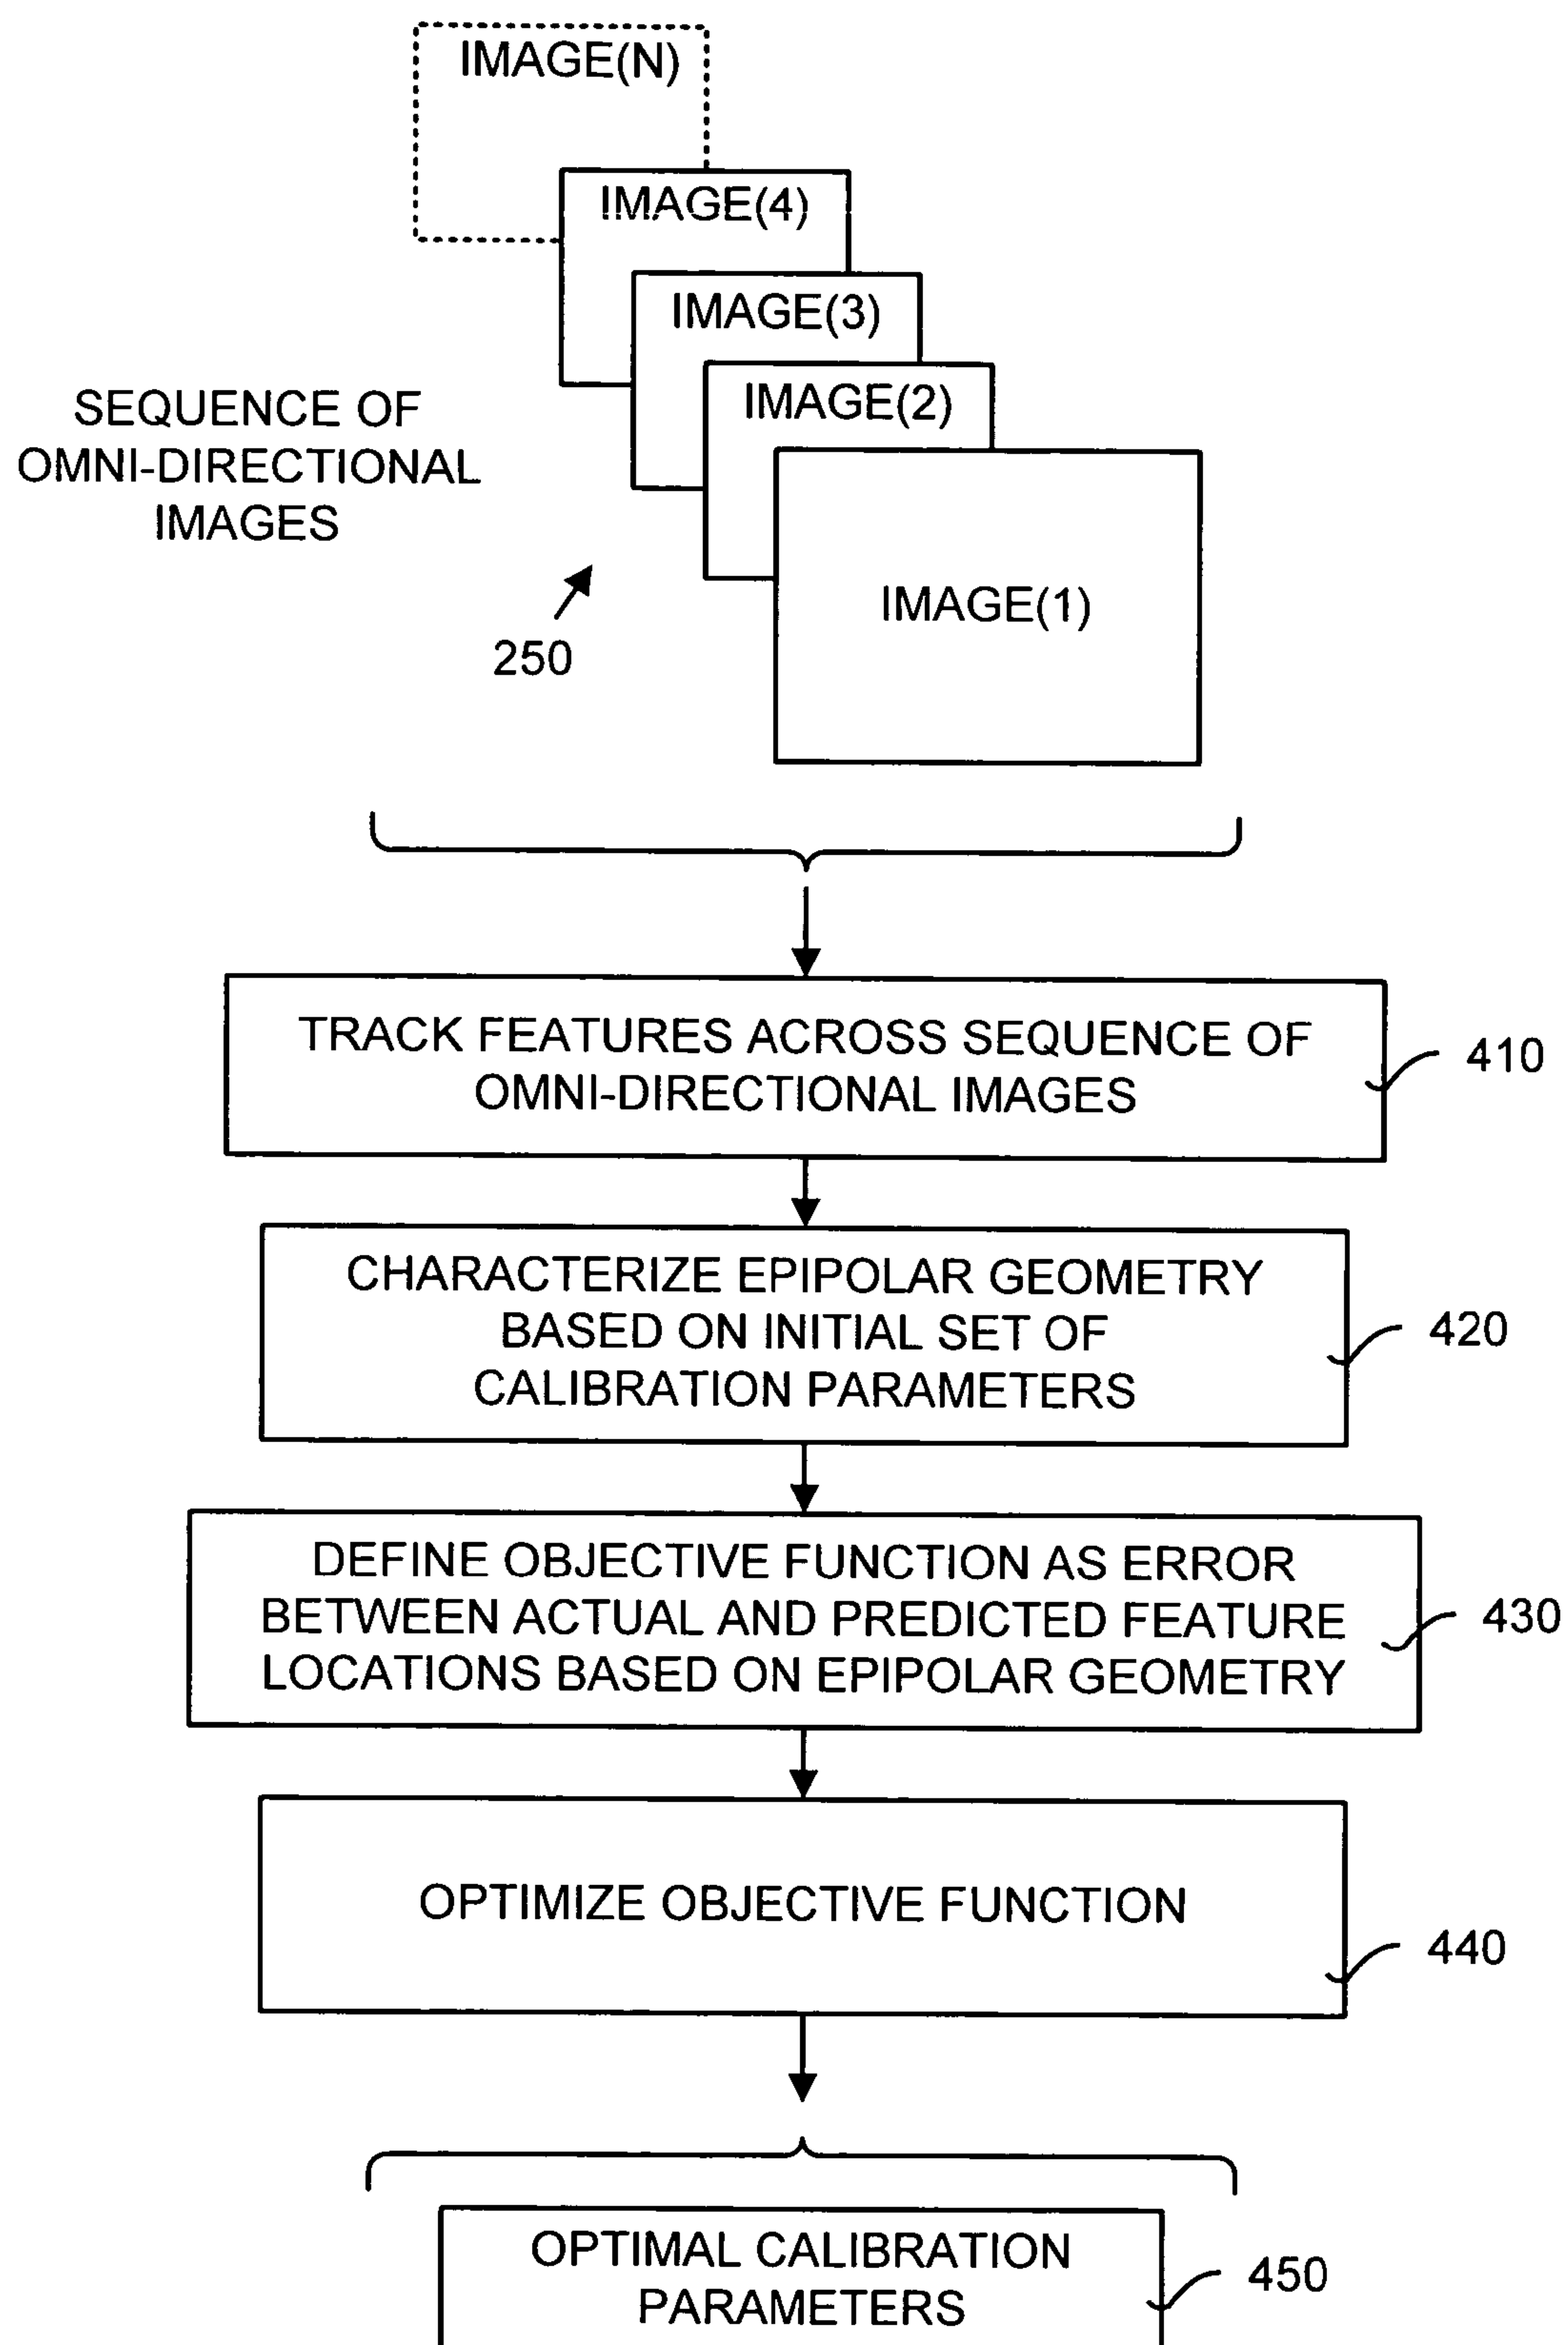 IMAGE(N)
IMAGE(4)
IMAGE(3)
IMAGE(2)
IMAGE(1)
SEQUENCE OF
OMNI-DIRECTIONAL
IMAGES
250
TRACK FEATURES ACROSS SEQUENCE OF
OMNI-DIRECTIONAL IMAGES
410
CHARACTERIZE EPIPOLAR GEOMETRY
BASED ON INITIAL SET OF
CALIBRATION PARAMETERS
420
DEFINE OBJECTIVE FUNCTION AS ERROR
BETWEEN ACTUAL AND PREDICTED FEATURE
LOCATIONS BASED ON EPIPOLAR GEOMETRY
430
OPTIMIZE OBJECTIVE FUNCTION
440
OPTIMAL CALIBRATION
PARAMETERS
450